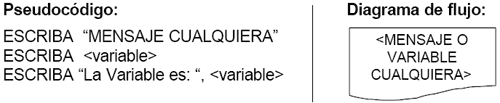 Pseudocódigo:
ESCRIBA “MENSAJE CUALQUIERA”
ESCRIBA <variable>
ESCRIBA “La Variable es: “, <variable>
Diagrama de flujo:
<MENSAJE O
VARIABLE
CUALQUIERA>